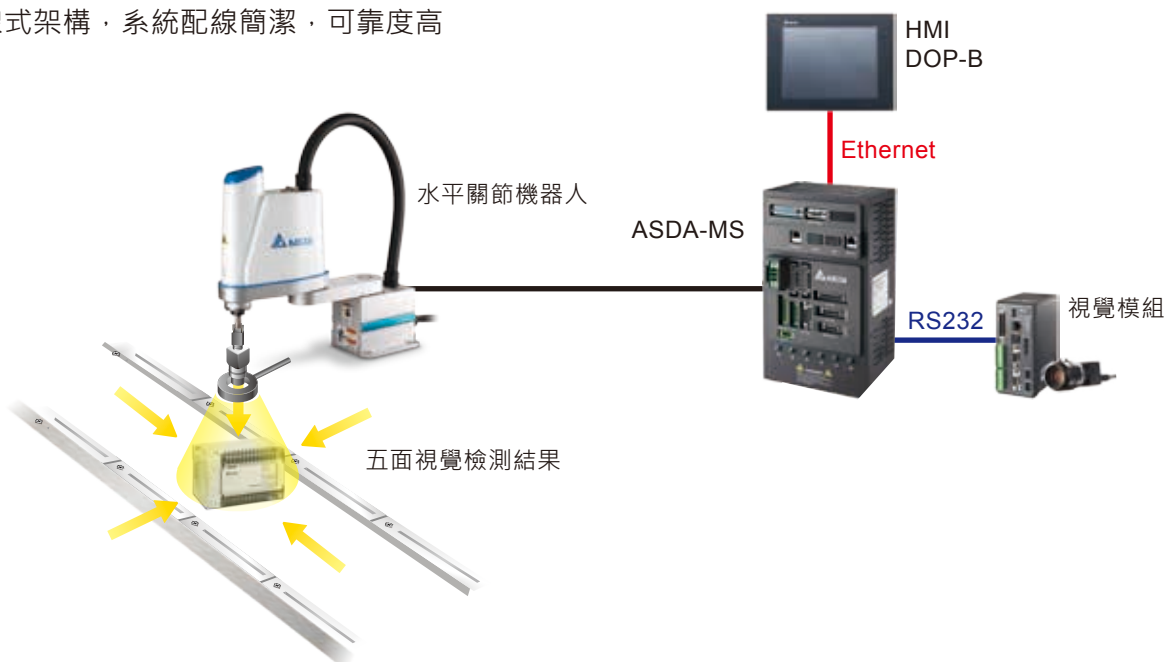 式架構，系統配線簡潔，可靠度高
HMI
DOP-B
Ethernet
水平關節機器人
ASDA-MS
RS232
視覺模組
五面視覺檢測結果